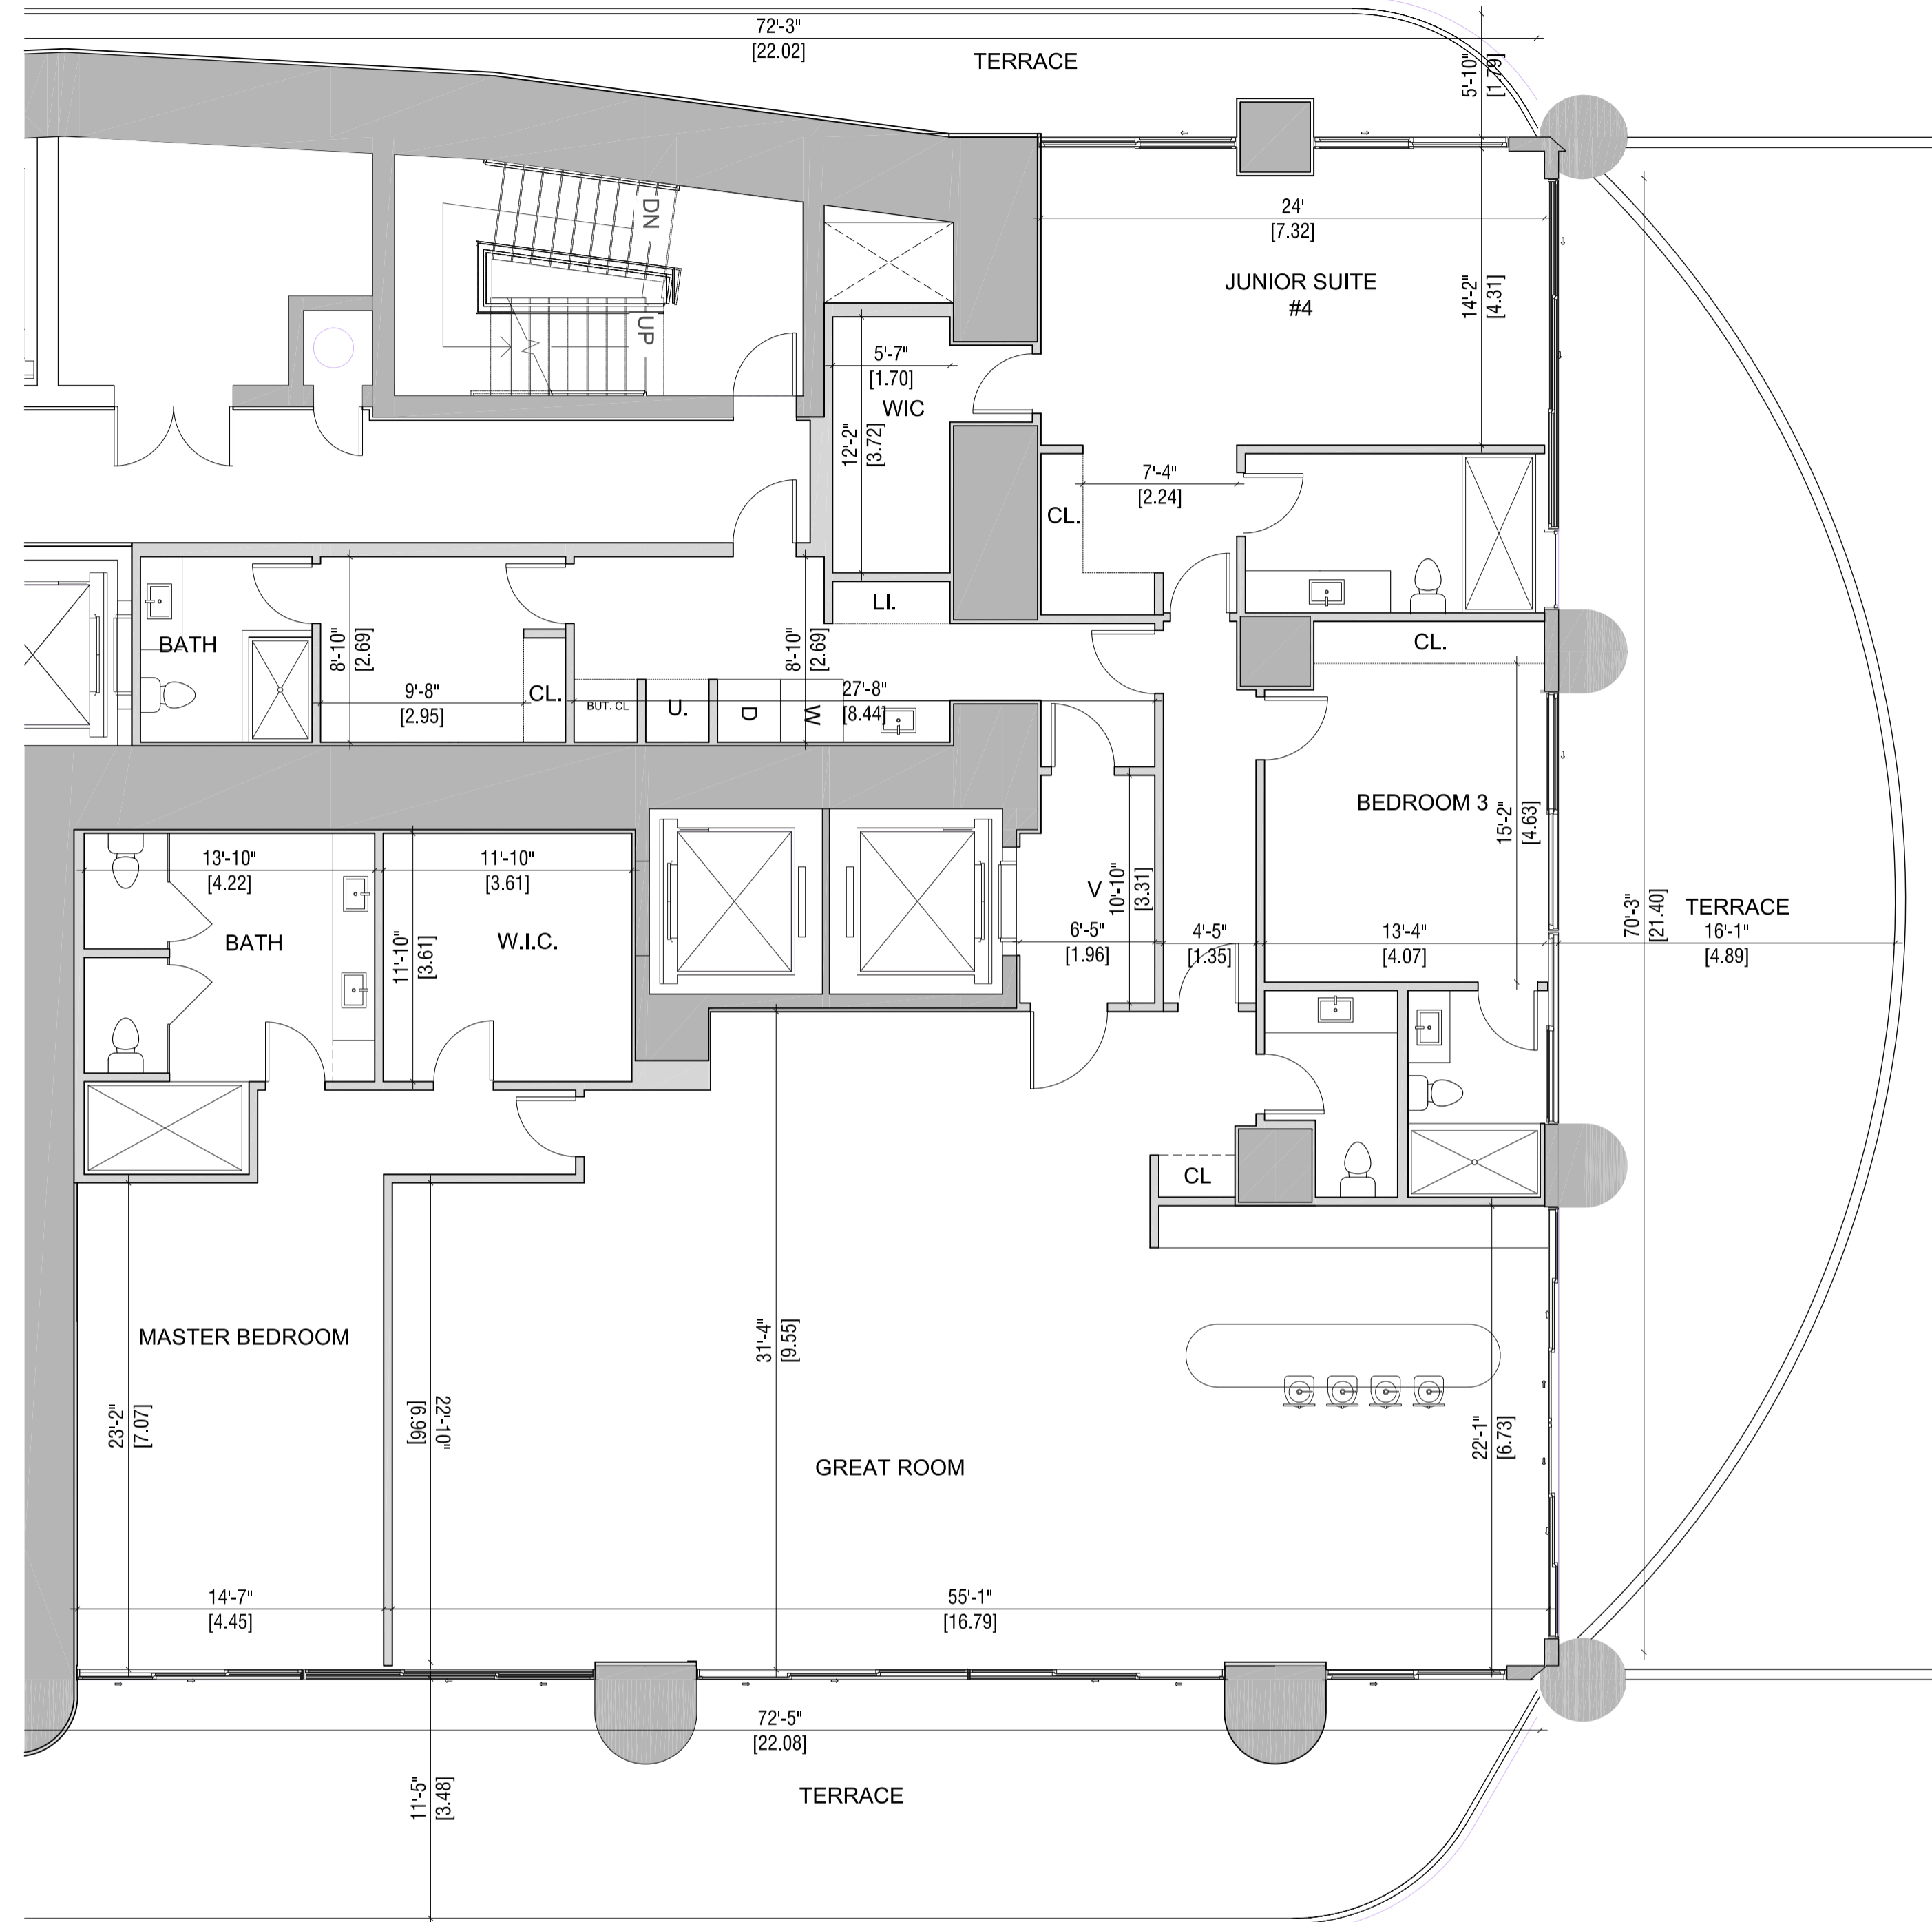 72'-3"
[22.02]
TERRACE
5'-10"
[1.79]
DN
UP
24'
[7.32]
JUNIOR SUITE
#4
14'-2"
[4.31]
5'-7"
[1.70]
WIC
12'-2"
[3.72]
7'-4"
[2.24]
CL.
LI.
BATH
8'-10"
[2.69]
9'-8"
[2.95]
CL.
BUT. CL
U.
D
W
8'-10"
[2.69]
27'-8"
[8.44]
CL.
BEDROOM 3
15'-2"
[4.63]
13'-10"
[4.22]
BATH
11'-10"
[3.61]
11'-10"
[3.61]
W.I.C.
V
10'-10"
[3.31]
6'-5"
[1.96]
4'-5"
[1.35]
13'-4"
[4.07]
70'-3"
[21.40]
TERRACE
16'-1"
[4.89]
CL
MASTER BEDROOM
23'-2"
[7.07]
22'-10"
[6.96]
31'-4"
[9.55]
GREAT ROOM
22'-1"
[6.73]
14'-7"
[4.45]
55'-1"
[16.79]
72'-5"
[22.08]
11'-5"
[3.48]
TERRACE